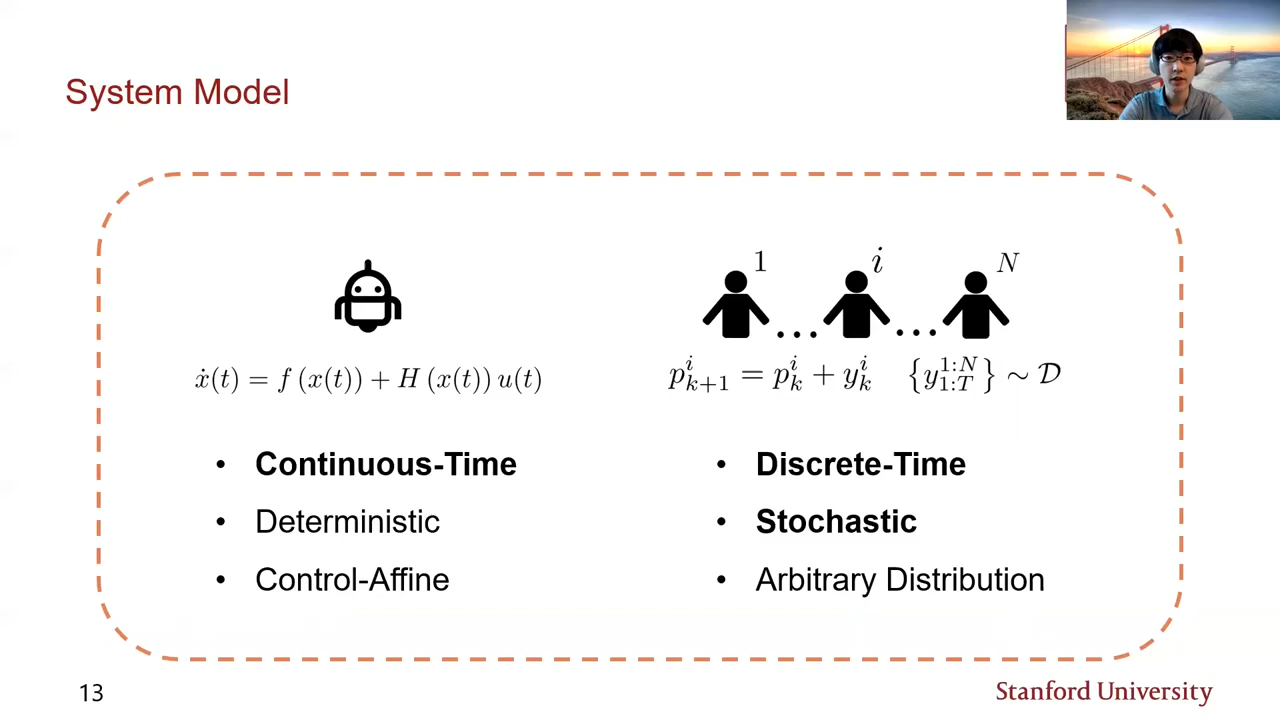 System Model
1 i N
... ...
ẋ(t) = f (x(t)) + H (x(t)) u(t)
p^i_{k+1} = p^i_k + y^i_k {y^{1:N}_{1:T}} ∼ 𝒟
• Continuous-Time
• Deterministic
• Control-Affine
• Discrete-Time
• Stochastic
• Arbitrary Distribution
13
Stanford University